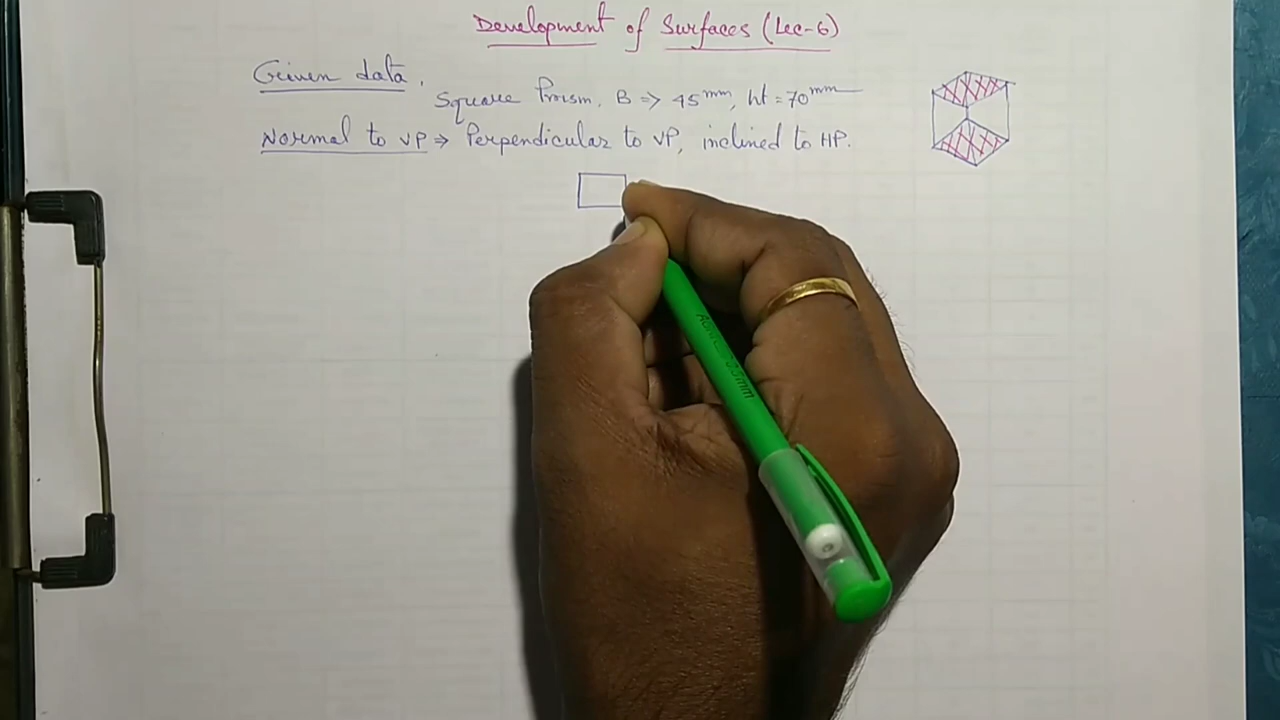 Development of Surfaces (Lec-6)
Given data,
Square Prism, B => 45mm, ht = 70mm
Normal to VP => Perpendicular to VP, inclined to HP.